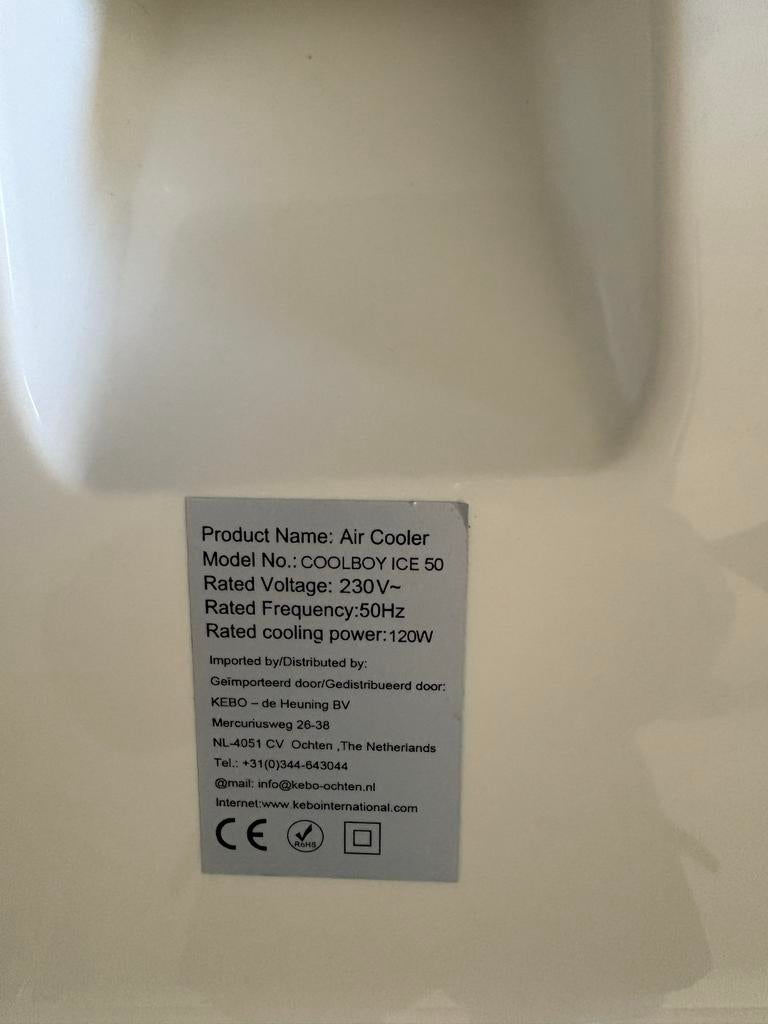 Product Name: Air Cooler
Model No.: COOLBOY ICE 50
Rated Voltage: 230V~
Rated Frequency:50Hz
Rated cooling power:120W
Imported by/Distributed by:
Geïmporteerd door/Gedistribueerd door:
KEBO – de Heuning BV
Mercuriusweg 26-38
NL-4051 CV Ochten ,The Netherlands
Tel.: +31(0)344-643044
@mail: info@kebo-ochten.nl
Internet:www.kebointernational.com
CE RoHS